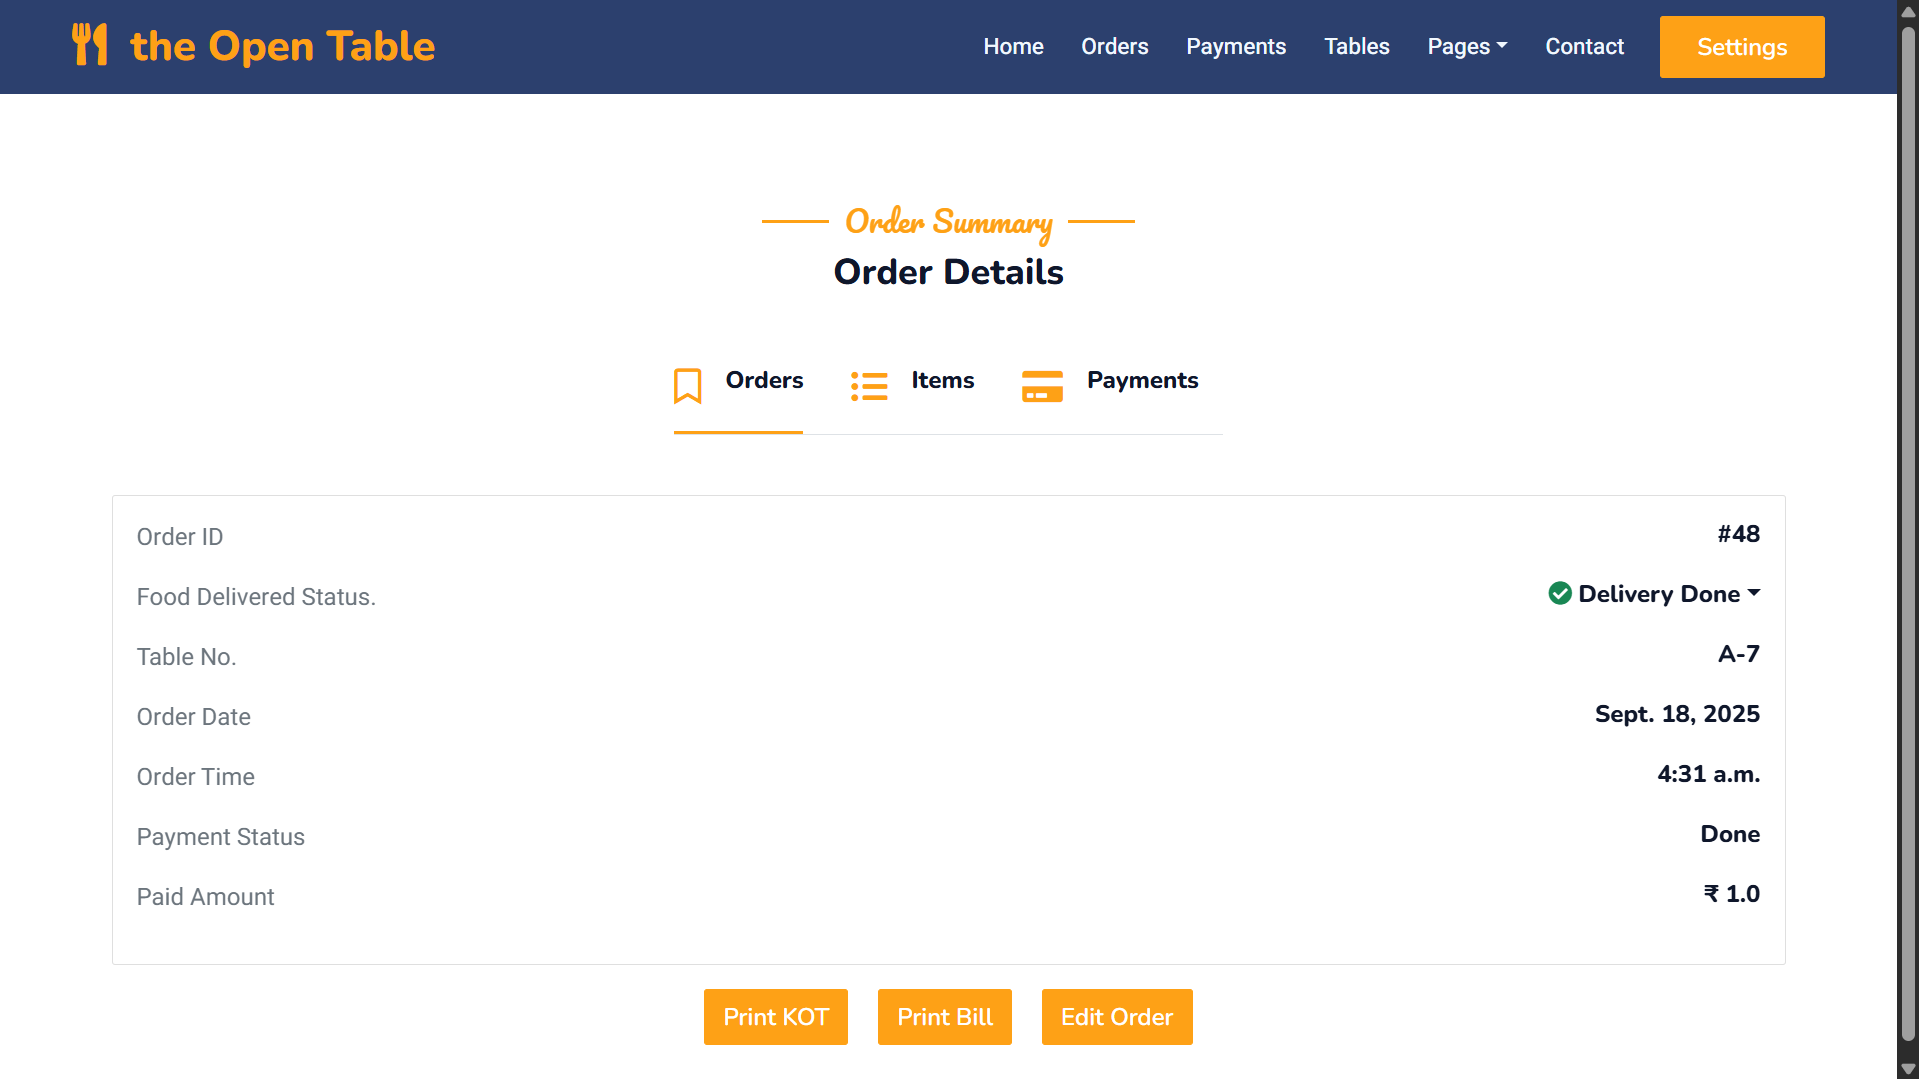 the Open Table
Home Orders Payments Tables Pages Contact Settings
Order Summary
Order Details
Orders Items Payments
Order ID #48
Food Delivered Status. Delivery Done
Table No. A-7
Order Date Sept. 18, 2025
Order Time 4:31 a.m.
Payment Status Done
Paid Amount ₹ 1.0
Print KOT Print Bill Edit Order